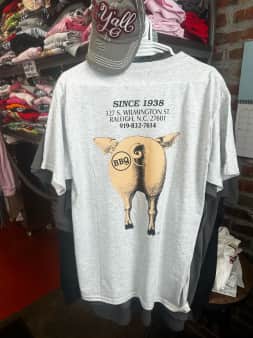 Y'all
SINCE 1938
327 S. WILMINGTON ST.
RALEIGH, N.C. 27601
919-832-7614
BBQ